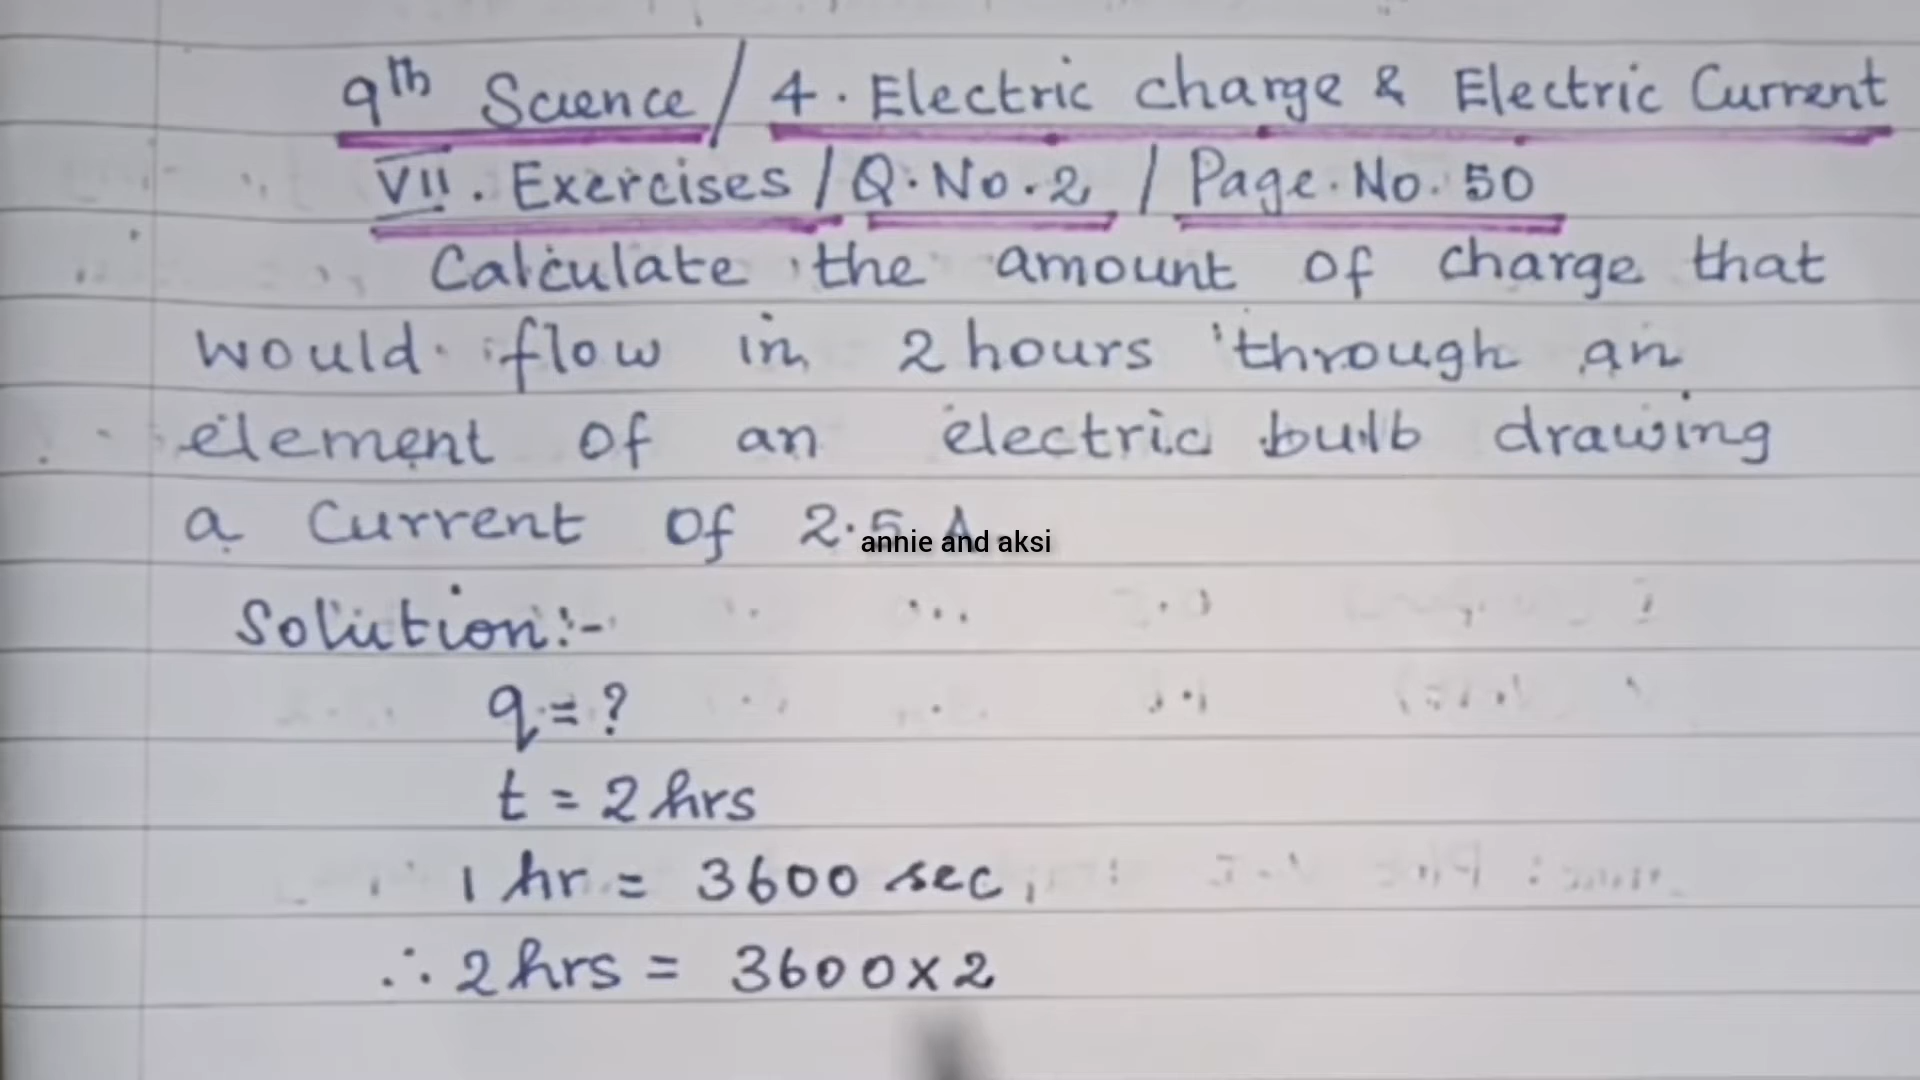 9th Science / 4. Electric charge & Electric Current
VII. Exercises / Q.No.2 / Page.No. 50
Calculate the amount of charge that
would flow in 2 hours through an
element of an electric bulb drawing
a current of 2.5 A.
annie and aksi
Solution:-
q = ?
t = 2 hrs
1 hr = 3600 sec,
∴ 2 hrs = 3600 x 2